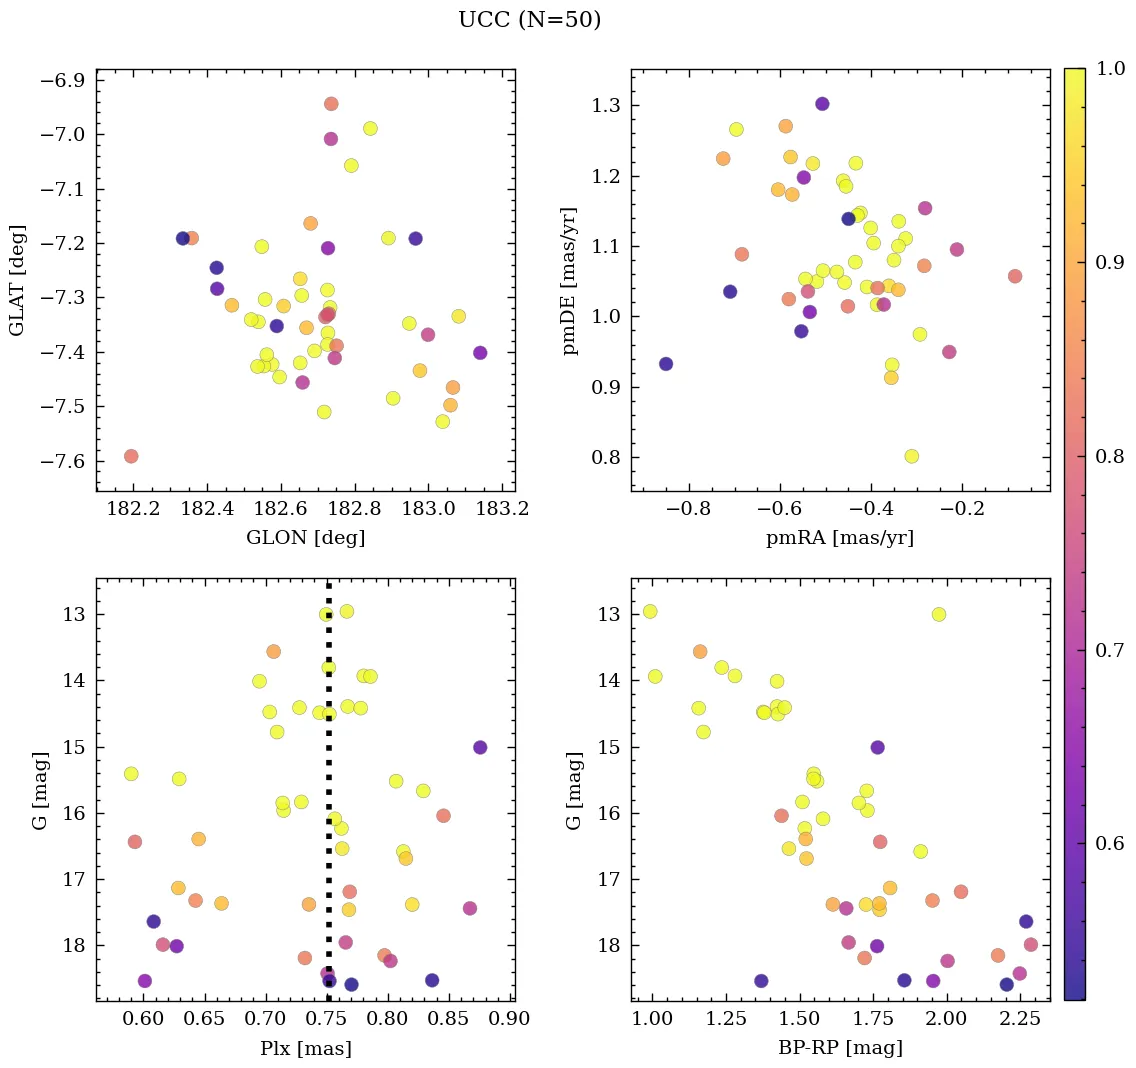 UCC (N=50)
−6.9
−7.0
−7.1
−7.2
−7.3
−7.4
−7.5
−7.6
GLAT [deg]
182.2 182.4 182.6 182.8 183.0 183.2
GLON [deg]
1.3
1.2
1.1
1.0
0.9
0.8
pmDE [mas/yr]
−0.8 −0.6 −0.4 −0.2
pmRA [mas/yr]
1.0
0.9
0.8
0.7
0.6
13
14
15
16
17
18
G [mag]
0.60 0.65 0.70 0.75 0.80 0.85 0.90
Plx [mas]
13
14
15
16
17
18
G [mag]
1.00 1.25 1.50 1.75 2.00 2.25
BP-RP [mag]